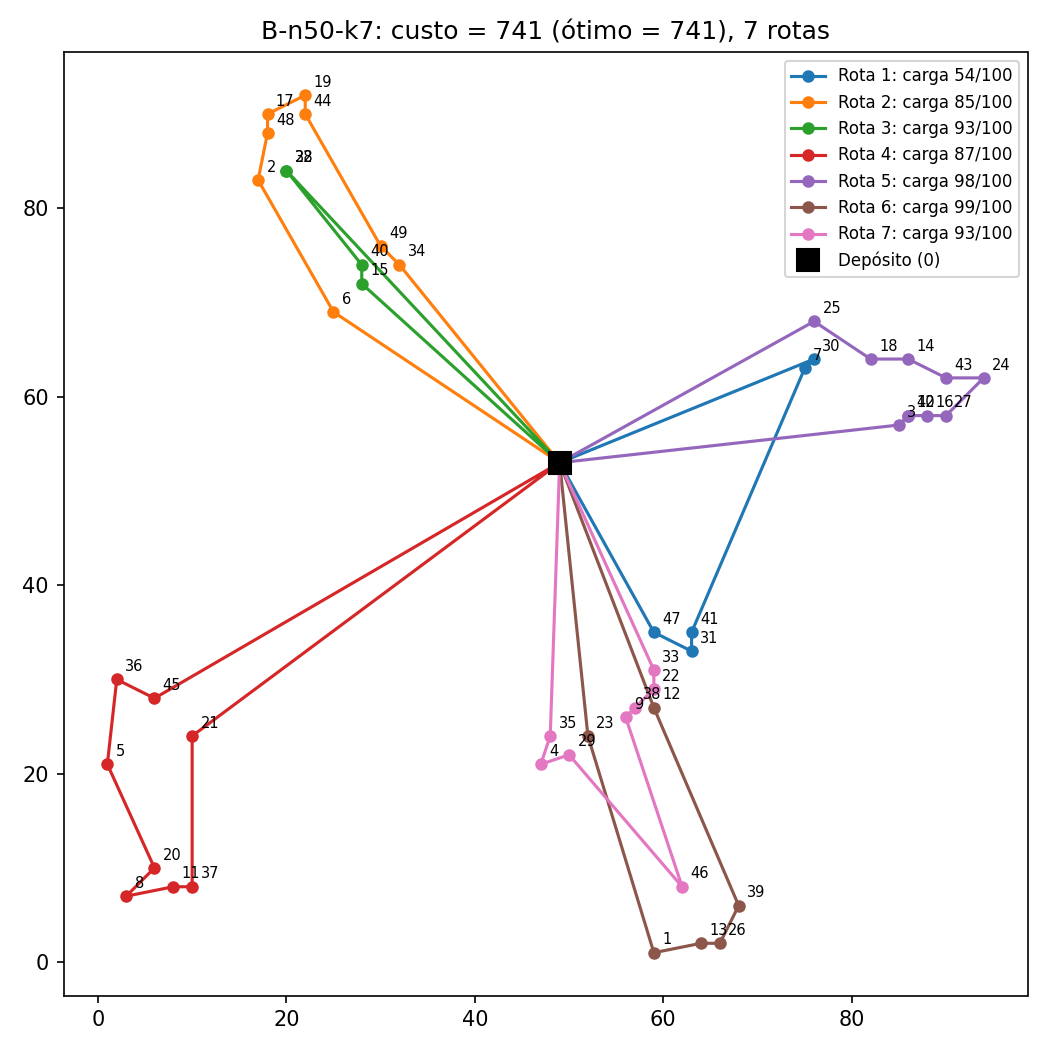 B-n50-k7: custo = 741 (ótimo = 741), 7 rotas
Rota 1: carga 54/100
Rota 2: carga 85/100
Rota 3: carga 93/100
Rota 4: carga 87/100
Rota 5: carga 98/100
Rota 6: carga 99/100
Rota 7: carga 93/100
Depósito (0)
19
17 44
48
2
49
40 34
15
6
25
7 30 18 14
43 24
3 10 16 27
80
60
40
20
0
47 41
31
33
22
9 38 12
36
45
21
5
35 23
4 29
20
8 11 37
46
39
1 13 26
0 20 40 60 80